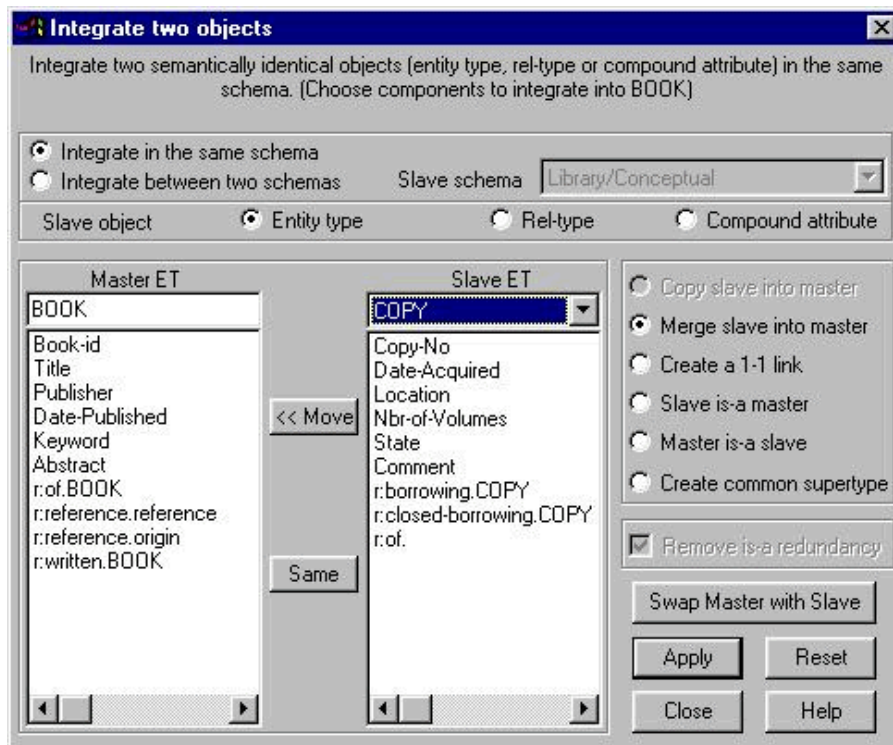 Integrate two objects
Integrate two semantically identical objects (entity type, rel-type or compound attribute) in the same
schema. (Choose components to integrate into BOOK)
Integrate in the same schema
Integrate between two schemas
Slave schema
Library/Conceptual
Slave object
Entity type
Rel-type
Compound attribute
Master ET
BOOK
Book-id
Title
Publisher
Date-Published
Keyword
Abstract
r:of.BOOK
r:reference.reference
r:reference.origin
r:written.BOOK
<< Move
Same
Slave ET
COPY
Copy-No
Date-Acquired
Location
Nbr-of-Volumes
State
Comment
r:borrowing.COPY
r:closed-borrowing.COPY
r:of.
Copy slave into master
Merge slave into master
Create a 1-1 link
Slave is-a master
Master is-a slave
Create common supertype
Remove is-a redundancy
Swap Master with Slave
Apply
Reset
Close
Help